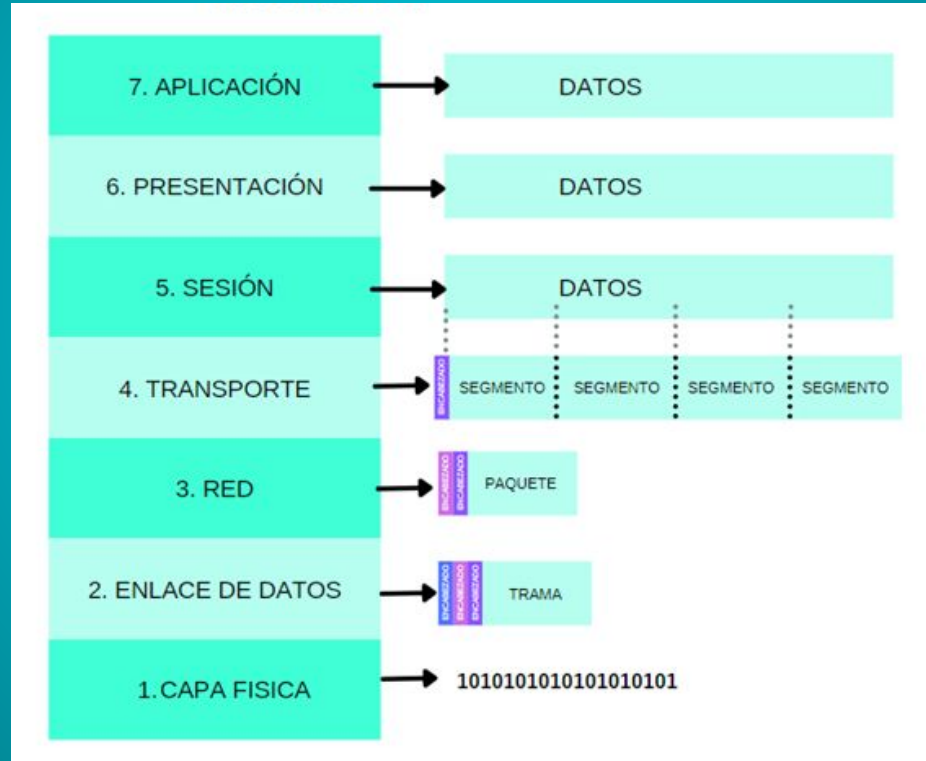 7. APLICACIÓN
DATOS
6. PRESENTACIÓN
DATOS
5. SESIÓN
DATOS
4. TRANSPORTE
ENCABEZADO
SEGMENTO
SEGMENTO
SEGMENTO
SEGMENTO
3. RED
ENCABEZADO
ENCABEZADO
PAQUETE
2. ENLACE DE DATOS
ENCABEZADO
ENCABEZADO
ENCABEZADO
TRAMA
1.CAPA FISICA
1010101010101010101